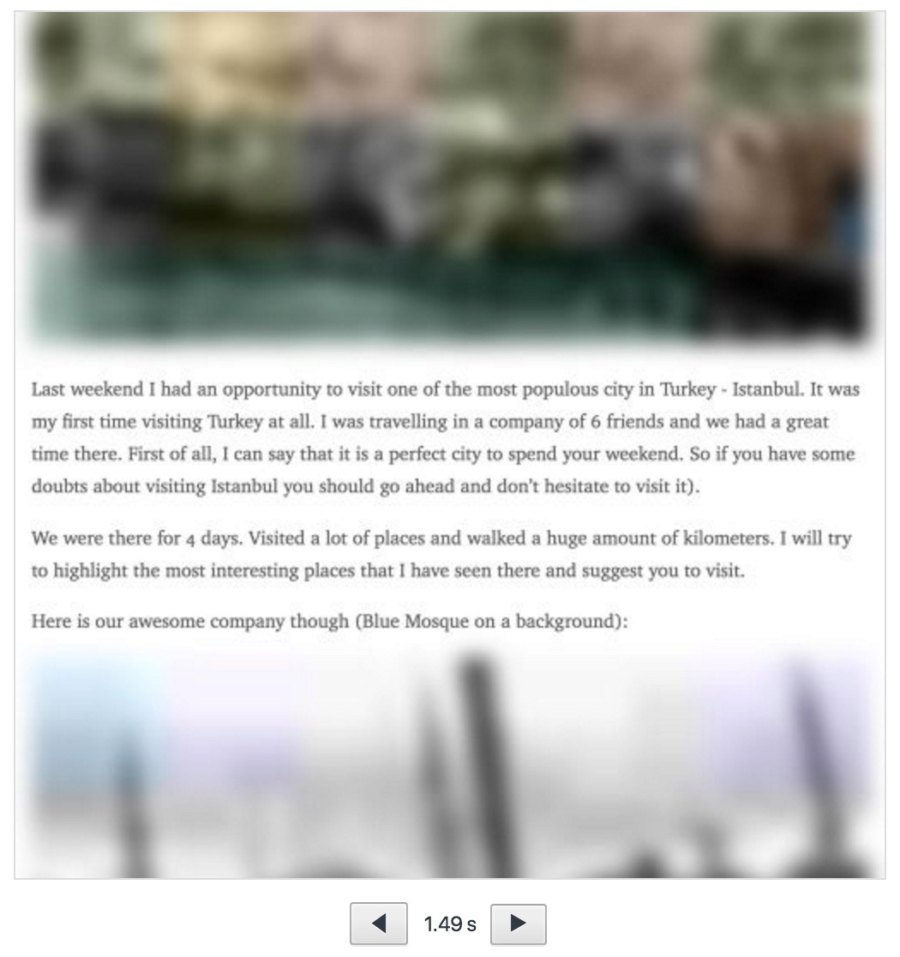 Last weekend I had an opportunity to visit one of the most populous city in Turkey - Istanbul. It was
my first time visiting Turkey at all. I was travelling in a company of 6 friends and we had a great
time there. First of all, I can say that it is a perfect city to spend your weekend. So if you have some
doubts about visiting Istanbul you should go ahead and don't hesitate to visit it).
We were there for 4 days. Visited a lot of places and walked a huge amount of kilometers. I will try
to highlight the most interesting places that I have seen there and suggest you to visit.
Here is our awesome company though (Blue Mosque on a background):
1.49 s